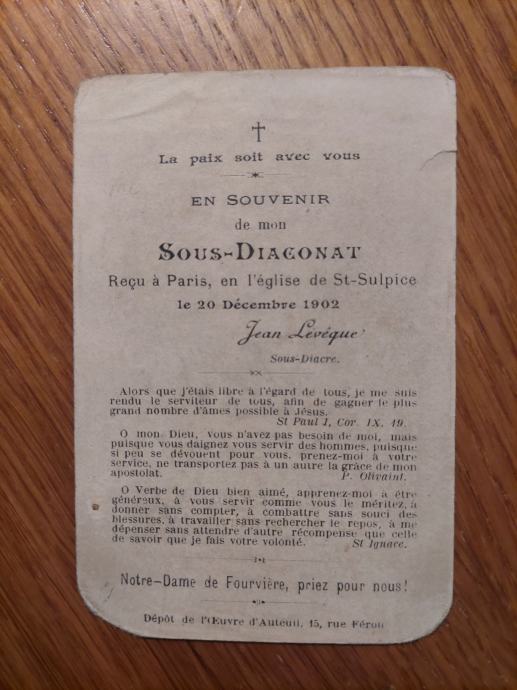 La paix soit avec vous
EN SOUVENIR
de mon
SOUS-DIACONAT
Reçu à Paris, en l'église de St-Sulpice
le 20 Décembre 1902
Jean Levêque
Sous-Diacre.
Alors que j'étais libre à l'égard de tous, je me suis
rendu le serviteur de tous, afin de gagner le plus
grand nombre d'âmes possible à Jésus.
St Paul I, Cor. IX. 19.
O mon Dieu, vous n'avez pas besoin de moi, mais
puisque vous daignez vous servir des hommes, puisque
si peu se dévouent pour vous, prenez-moi à votre
service, ne transportez pas à un autre la grâce de mon
apostolat.
P. Olivaint.
O Verbe de Dieu bien aimé, apprenez-moi à être
généreux, à vous servir comme vous le méritez, à
donner sans compter, à combattre sans souci des
blessures, à travailler sans rechercher le repos, à me
dépenser sans attendre d'autre récompense que celle
de savoir que je fais votre volonté.
St Ignace.
Notre-Dame de Fourvière, priez pour nous!
Dépôt de l'Œuvre d'Auteuil, 15, rue Férou